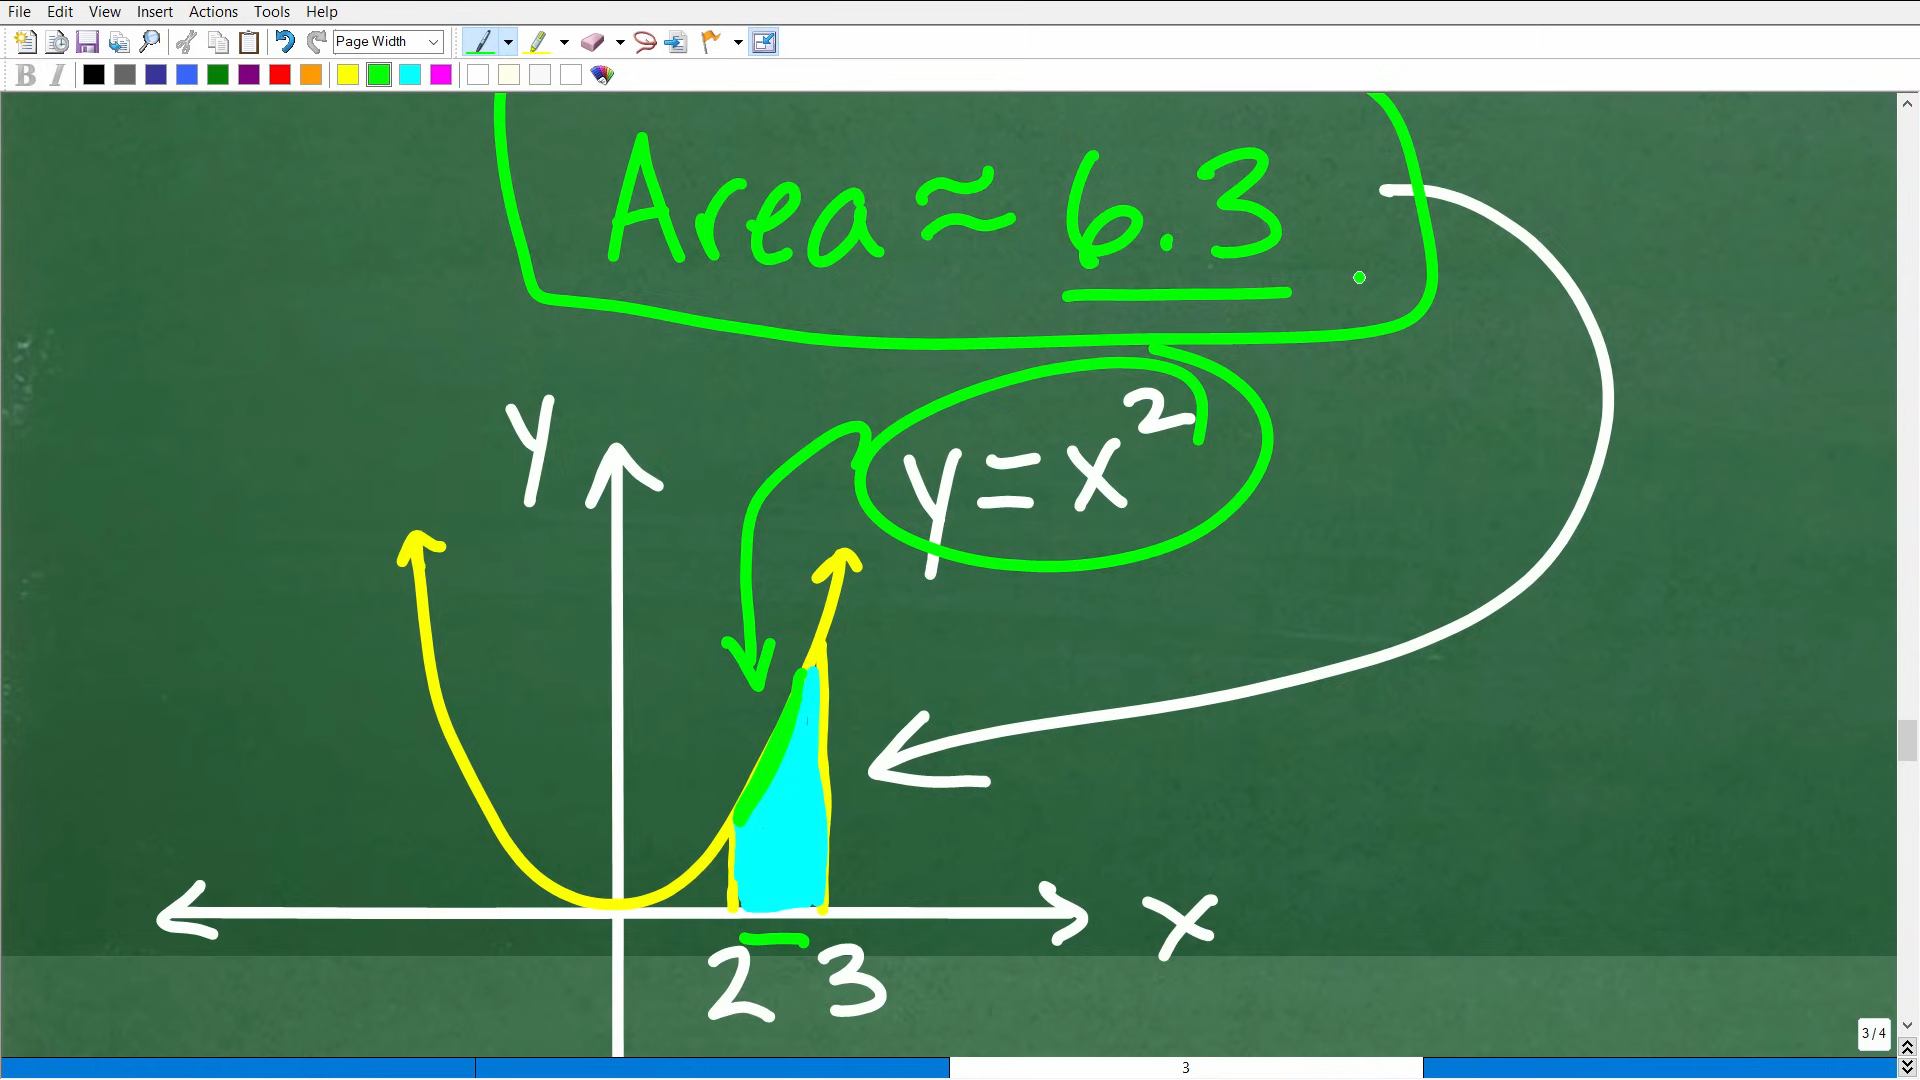 File Edit View Insert Actions Tools Help
Page Width
B I
Area ≈ 6.3
y = x²
y
x
2 3
3 / 4
3